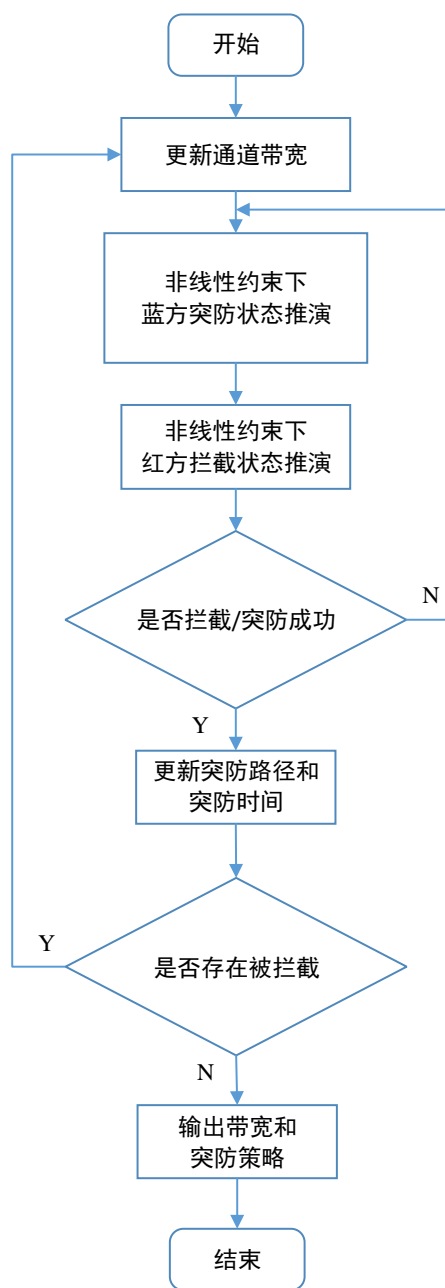 开始
更新通道带宽
非线性约束下
蓝方突防状态推演
非线性约束下
红方拦截状态推演
是否拦截/突防成功
N
Y
更新突防路径和
突防时间
是否存在被拦截
Y
N
输出带宽和
突防策略
结束